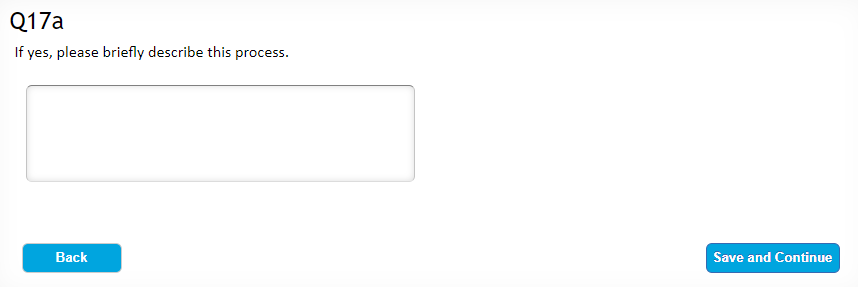 Q17a
If yes, please briefly describe this process.
Back
Save and Continue